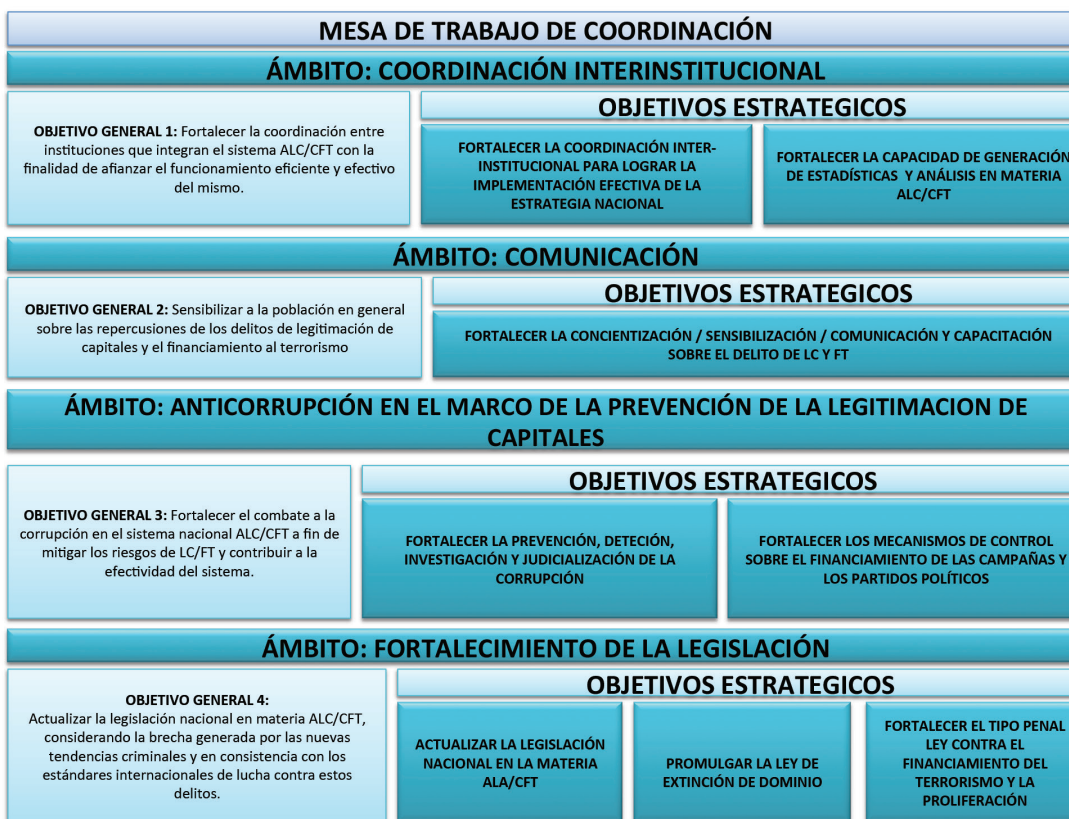 MESA DE TRABAJO DE COORDINACIÓN
ÁMBITO: COORDINACIÓN INTERINSTITUCIONAL
OBJETIVO GENERAL 1: Fortalecer la coordinación entre
instituciones que integran el sistema ALC/CFT con la
finalidad de afianzar el funcionamiento eficiente y efectivo
del mismo.
OBJETIVOS ESTRATEGICOS
FORTALECER LA COORDINACIÓN INTER-
INSTITUCIONAL PARA LOGRAR LA
IMPLEMENTACIÓN EFECTIVA DE LA
ESTRATEGIA NACIONAL
FORTALECER LA CAPACIDAD DE GENERACIÓN
DE ESTADÍSTICAS Y ANÁLISIS EN MATERIA
ALC/CFT
ÁMBITO: COMUNICACIÓN
OBJETIVO GENERAL 2: Sensibilizar a la población en general
sobre las repercusiones de los delitos de legitimación de
capitales y el financiamiento al terrorismo
OBJETIVOS ESTRATEGICOS
FORTALECER LA CONCIENTIZACIÓN / SENSIBILIZACIÓN / COMUNICACIÓN Y CAPACITACIÓN
SOBRE EL DELITO DE LC Y FT
ÁMBITO: ANTICORRUPCIÓN EN EL MARCO DE LA PREVENCIÓN DE LA LEGITIMACION DE
CAPITALES
OBJETIVO GENERAL 3: Fortalecer el combate a la
corrupción en el sistema nacional ALC/CFT a fin de
mitigar los riesgos de LC/FT y contribuir a la
efectividad del sistema.
OBJETIVOS ESTRATEGICOS
FORTALECER LA PREVENCIÓN, DETECIÓN,
INVESTIGACIÓN Y JUDICIALIZACIÓN DE LA
CORRUPCIÓN
FORTALECER LOS MECANISMOS DE CONTROL
SOBRE EL FINANCIAMIENTO DE LAS CAMPAÑAS Y
LOS PARTIDOS POLÍTICOS
ÁMBITO: FORTALECIMIENTO DE LA LEGISLACIÓN
OBJETIVO GENERAL 4:
Actualizar la legislación nacional en materia ALC/CFT,
considerando la brecha generada por las nuevas
tendencias criminales y en consistencia con los
estándares internacionales de lucha contra estos
delitos.
OBJETIVOS ESTRATEGICOS
ACTUALIZAR LA LEGISLACIÓN
NACIONAL EN LA MATERIA
ALA/CFT
PROMULGAR LA LEY DE
EXTINCIÓN DE DOMINIO
FORTALECER EL TIPO PENAL
LEY CONTRA EL
FINANCIAMIENTO DEL
TERRORISMO Y LA
PROLIFERACIÓN